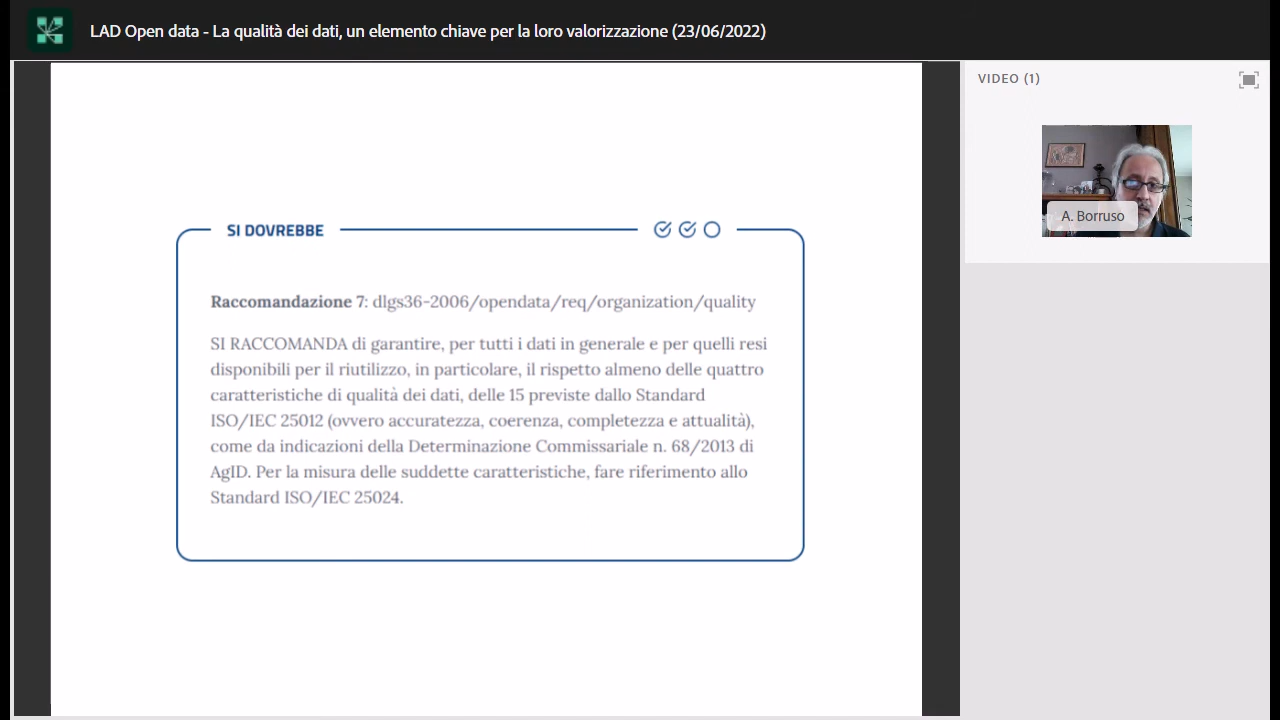 LAD Open data - La qualità dei dati, un elemento chiave per la loro valorizzazione (23/06/2022)
VIDEO (1)
A. Borruso
SI DOVREBBE
Raccomandazione 7: dlgs36-2006/opendata/req/organization/quality
SI RACCOMANDA di garantire, per tutti i dati in generale e per quelli resi
disponibili per il riutilizzo, in particolare, il rispetto almeno delle quattro
caratteristiche di qualità dei dati, delle 15 previste dallo Standard
ISO/IEC 25012 (ovvero accuratezza, coerenza, completezza e attualità),
come da indicazioni della Determinazione Commissariale n. 68/2013 di
AgID. Per la misura delle suddette caratteristiche, fare riferimento allo
Standard ISO/IEC 25024.